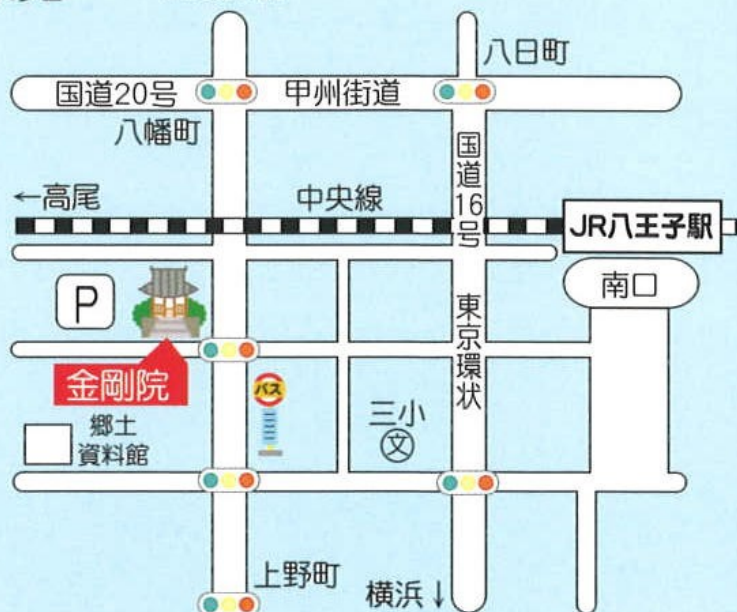 八日町
国道20号
甲州街道
八幡町
国道16号
←高尾
中央線
JR八王子駅
南口
P
東京環状
金剛院
バス
三小
文
郷土
資料館
上野町
横浜↓